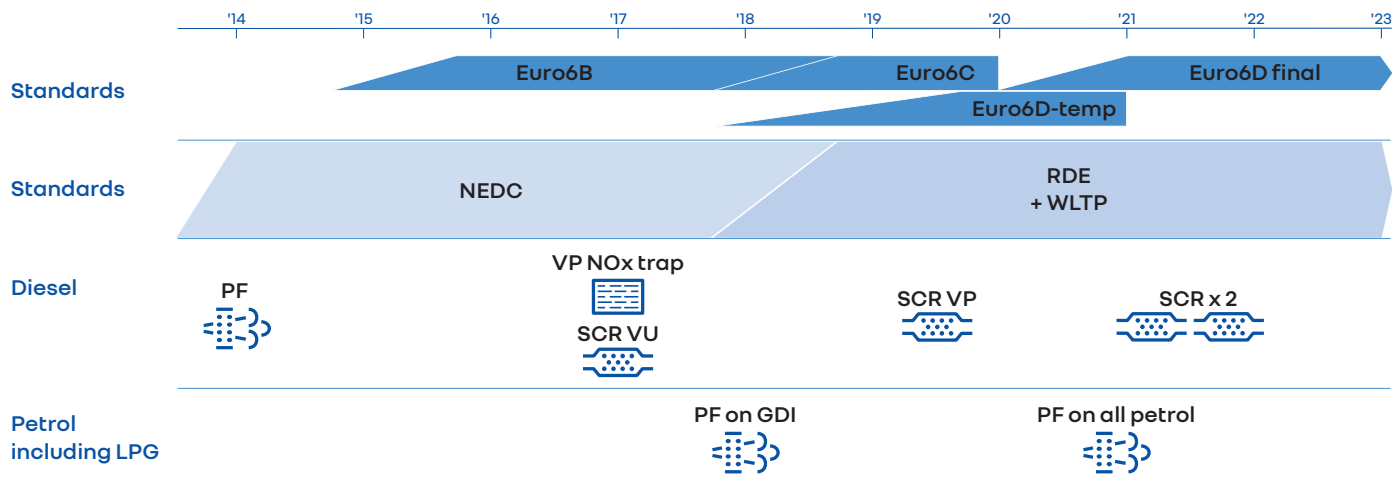 '14 '15 '16 '17 '18 '19 '20 '21 '22 '23
Standards
Euro6B Euro6C Euro6D final
Euro6D-temp
Standards
NEDC
RDE
+ WLTP
Diesel
PF
VP NOx trap
SCR VU
SCR VP
SCR x 2
Petrol
including LPG
PF on GDI
PF on all petrol